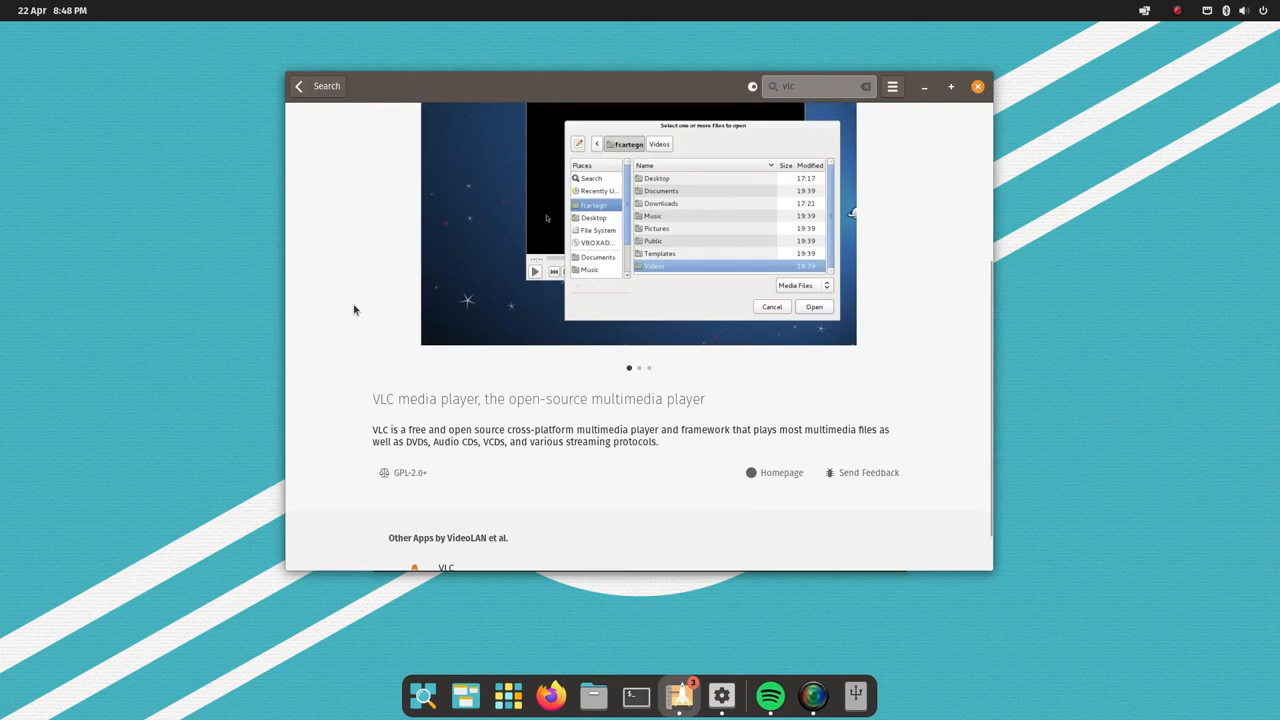 22 Apr 8:48 PM
Search
vlc
Select one or more files to open
fcartegn Videos
Places Name Size Modified
Search Desktop 17:17
Recently U... Documents 19:39
fcartegn Downloads 17:21
Desktop Music 19:39
File System Pictures 19:39
VBOXAD... Public 19:39
Documents Templates 19:39
Music Videos 19:39
--:--
Media Files
Cancel Open
VLC media player, the open-source multimedia player
VLC is a free and open source cross-platform multimedia player and framework that plays most multimedia files as
well as DVDs, Audio CDs, VCDs, and various streaming protocols.
GPL-2.0+ Homepage Send Feedback
Other Apps by VideoLAN et al.
VLC
3
$_